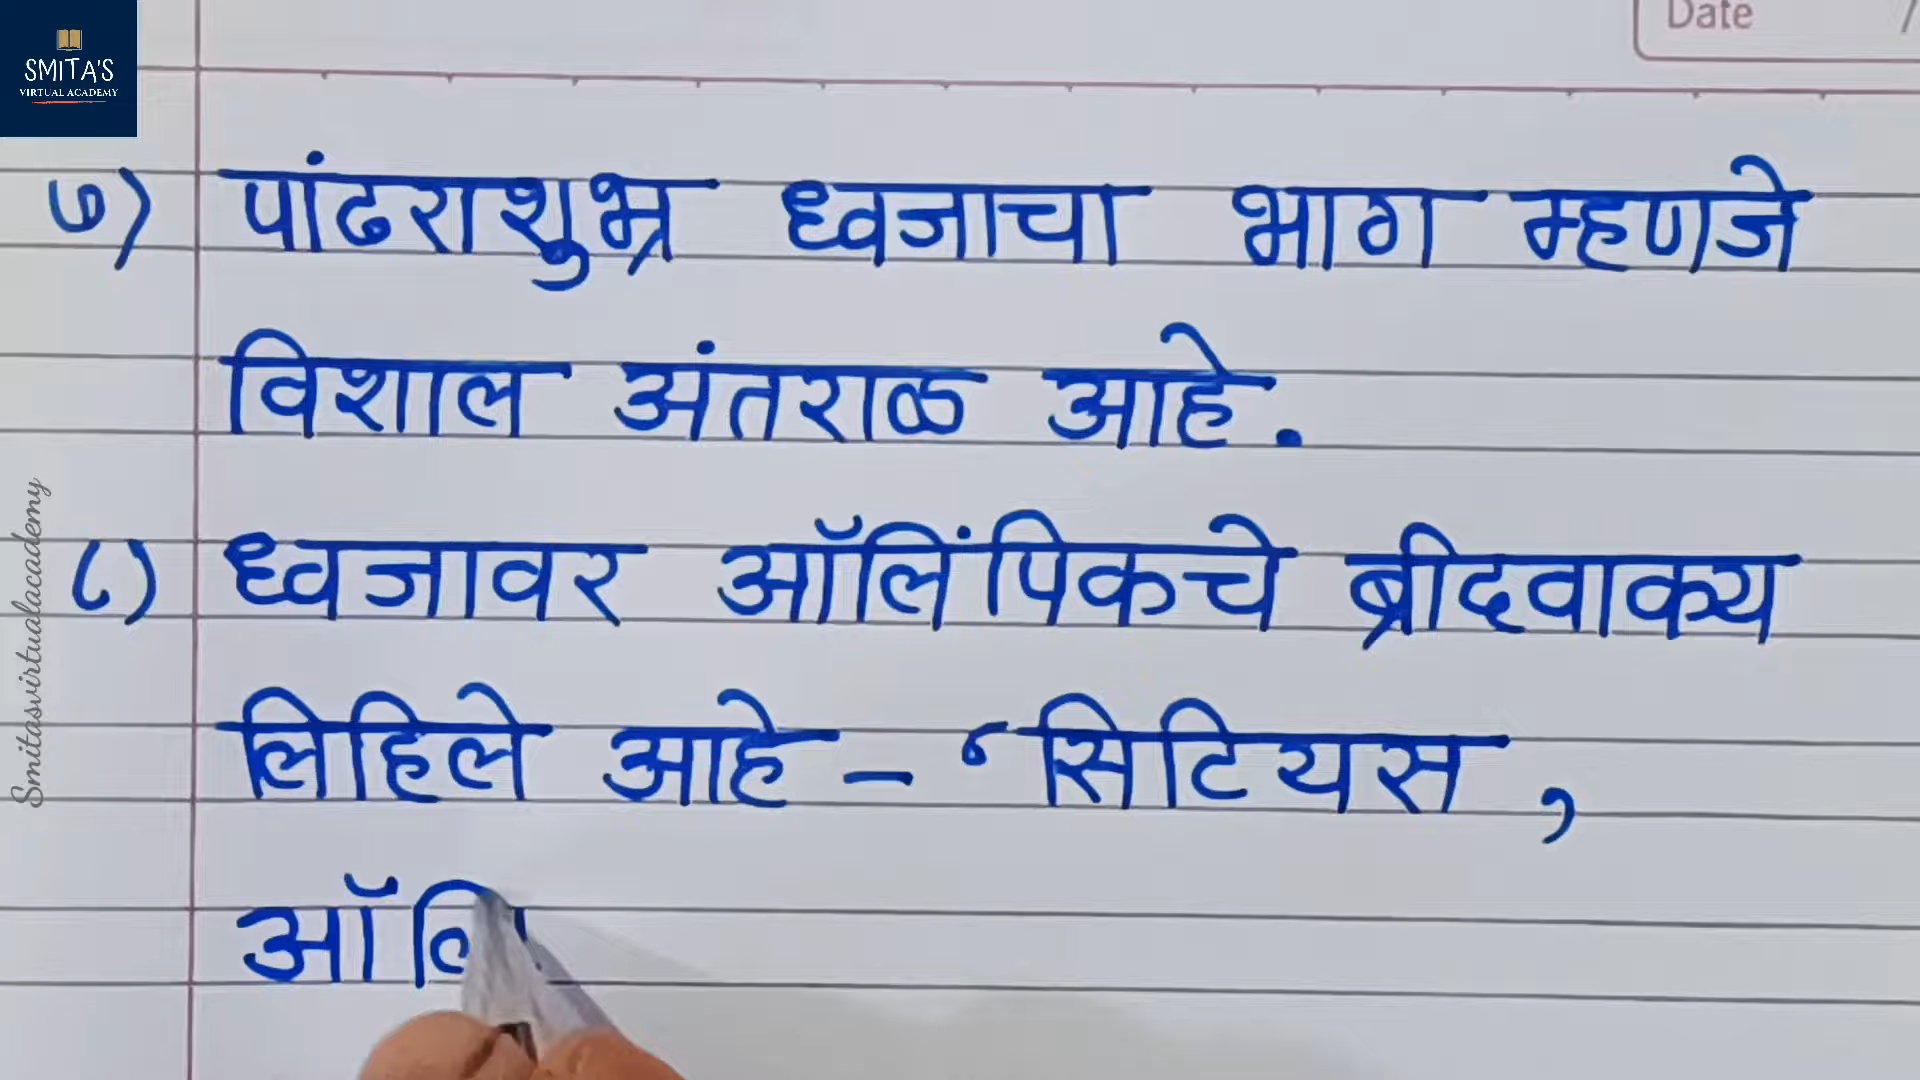 SMITA'S
VIRTUAL ACADEMY
Date /
७) पांढराशुभ्र ध्वजाचा भाग म्हणजे
विशाल अंतराळ आहे.
८) ध्वजावर ऑलिंपिकचे ब्रीदवाक्य
लिहिले आहे – ‘सिटियस ,
Smitasvirtualacademy